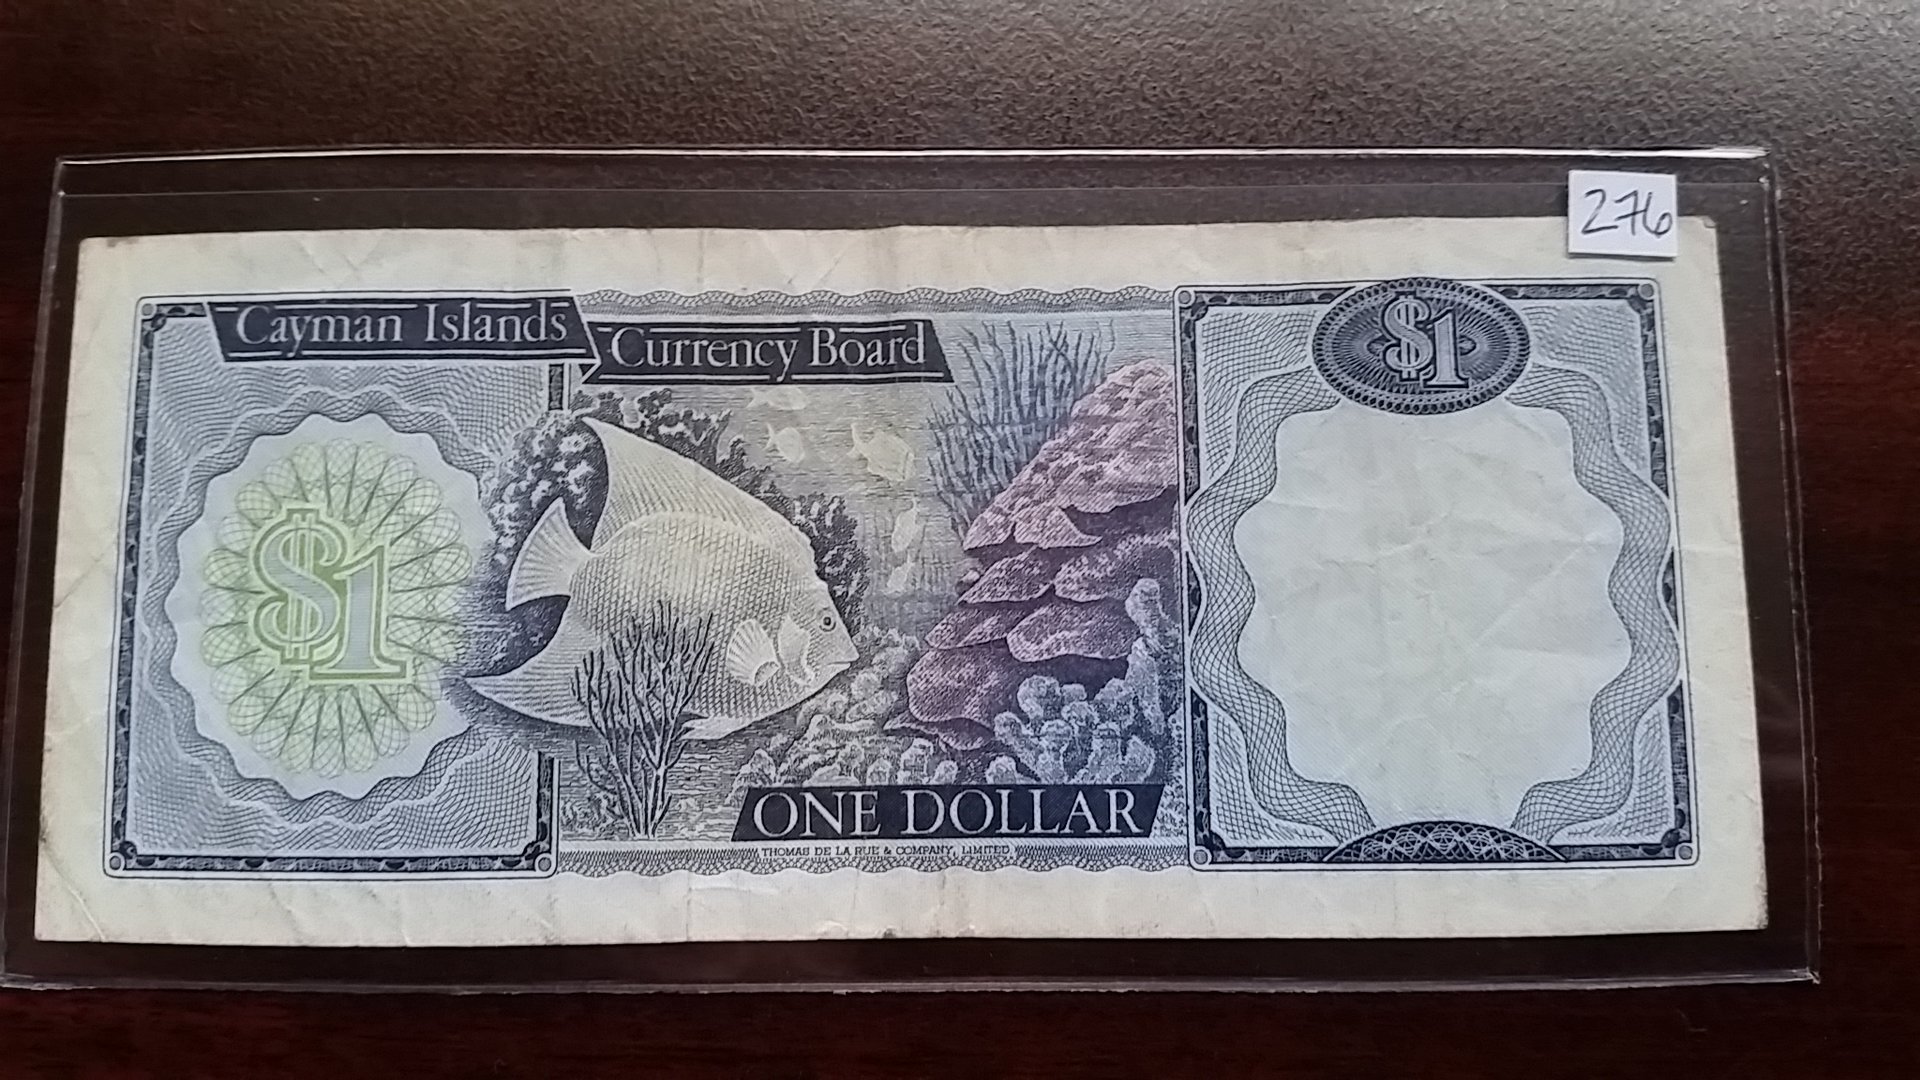 276
Cayman Islands
Currency Board
$1
$1
ONE DOLLAR
THOMAS DE LA RUE & COMPANY, LIMITED.